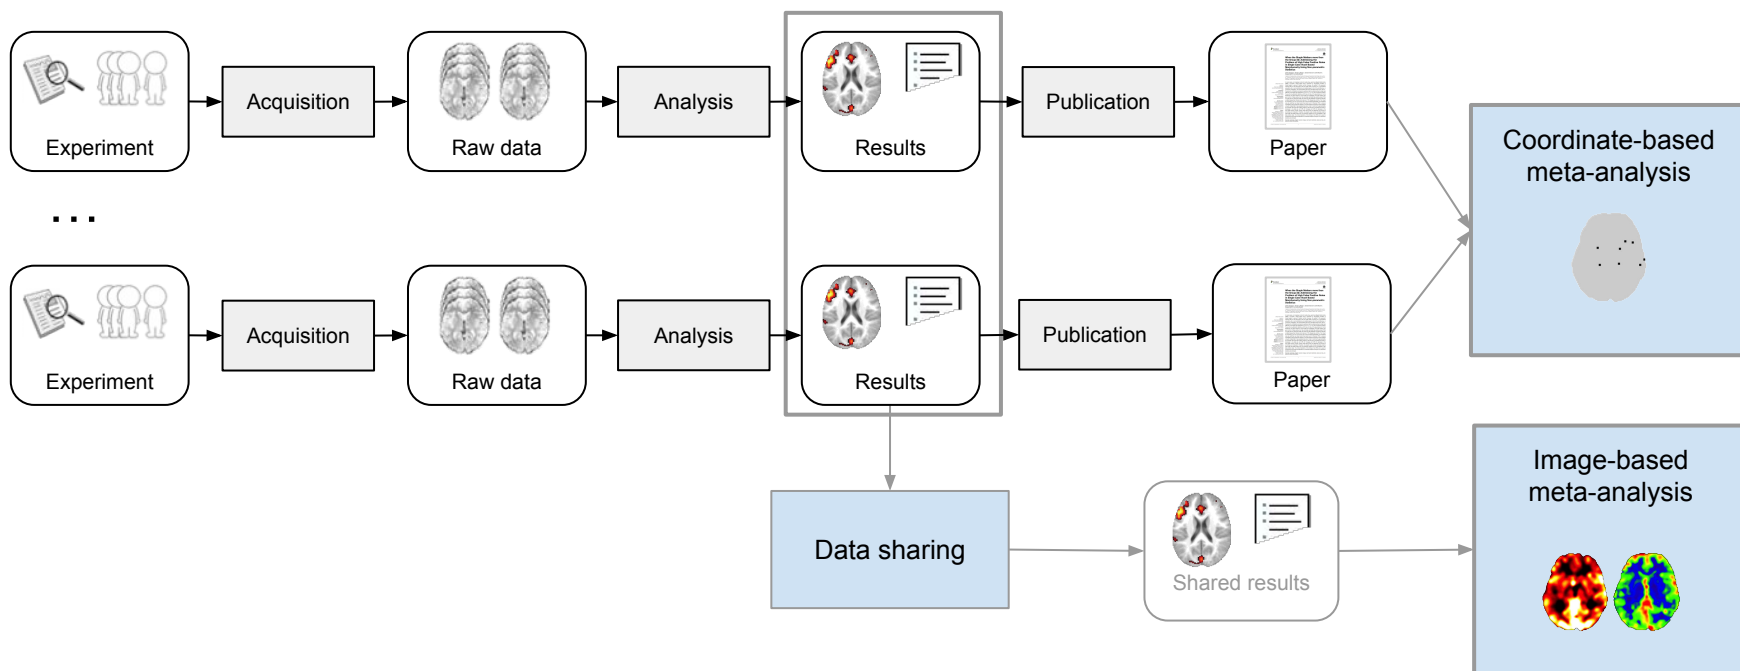 Experiment
Acquisition
Raw data
Analysis
Results
Publication
Paper
Coordinate-based
meta-analysis
...
Experiment
Acquisition
Raw data
Analysis
Results
Publication
Paper
Data sharing
Shared results
Image-based
meta-analysis